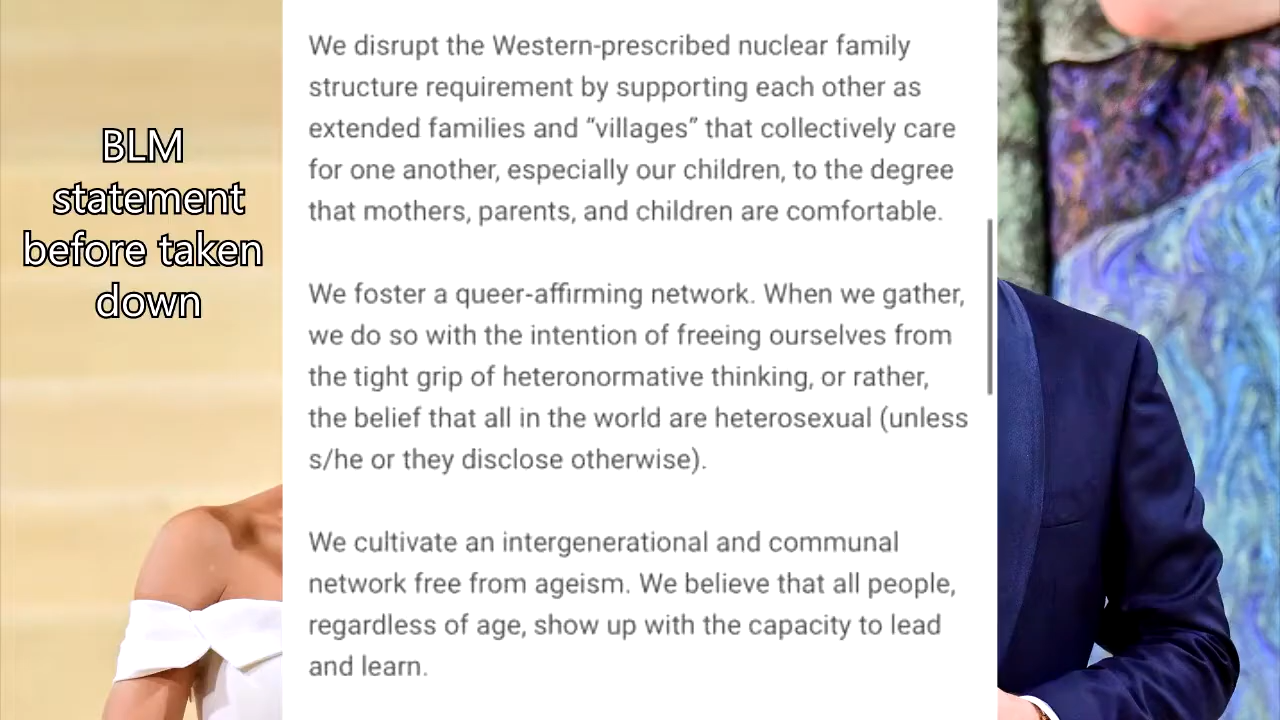 BLM
statement
before taken
down
We disrupt the Western-prescribed nuclear family
structure requirement by supporting each other as
extended families and “villages” that collectively care
for one another, especially our children, to the degree
that mothers, parents, and children are comfortable.
We foster a queer-affirming network. When we gather,
we do so with the intention of freeing ourselves from
the tight grip of heteronormative thinking, or rather,
the belief that all in the world are heterosexual (unless
s/he or they disclose otherwise).
We cultivate an intergenerational and communal
network free from ageism. We believe that all people,
regardless of age, show up with the capacity to lead
and learn.